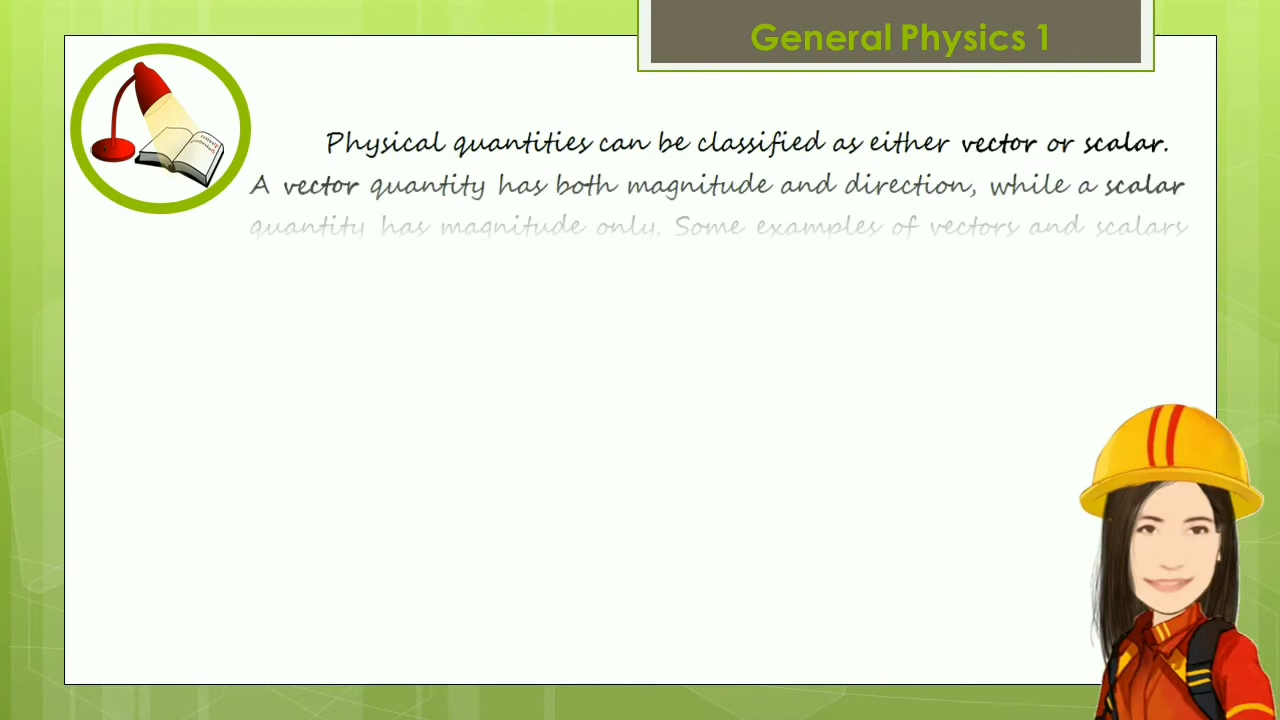 General Physics 1
Physical quantities can be classified as either vector or scalar.
A vector quantity has both magnitude and direction, while a scalar
quantity has magnitude only. Some examples of vectors and scalars